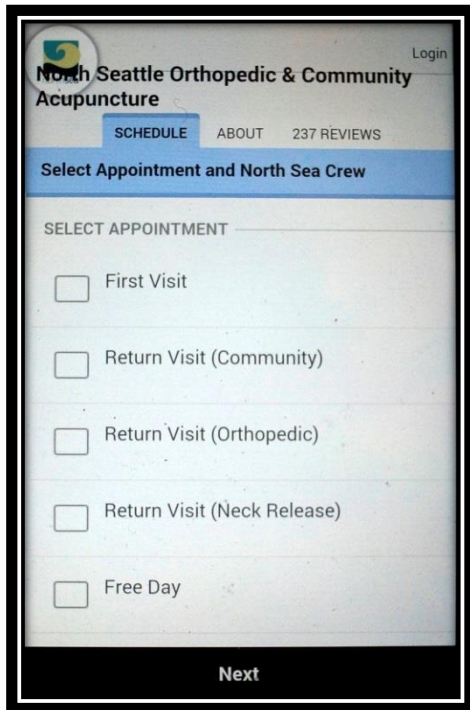 Login
North Seattle Orthopedic & Community
Acupuncture
SCHEDULE ABOUT 237 REVIEWS
Select Appointment and North Sea Crew
SELECT APPOINTMENT
First Visit
Return Visit (Community)
Return Visit (Orthopedic)
Return Visit (Neck Release)
Free Day
Next